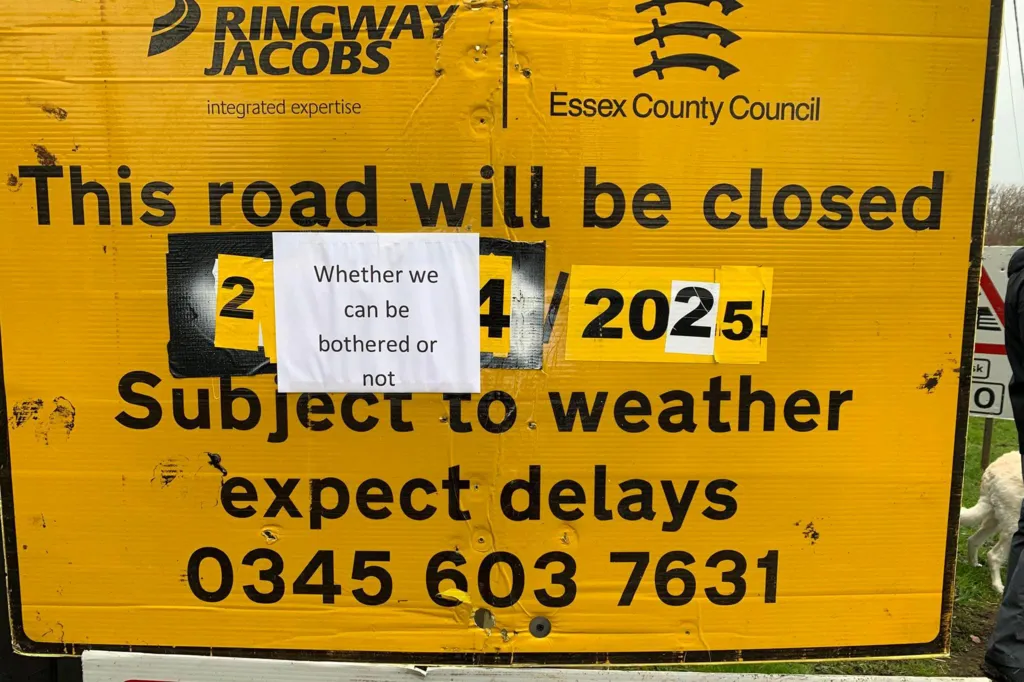 RINGWAY
JACOBS
integrated expertise
Essex County Council
This road will be closed
2
Whether we
can be
bothered or
not
4/2025
Subject to weather
expect delays
0345 603 7631